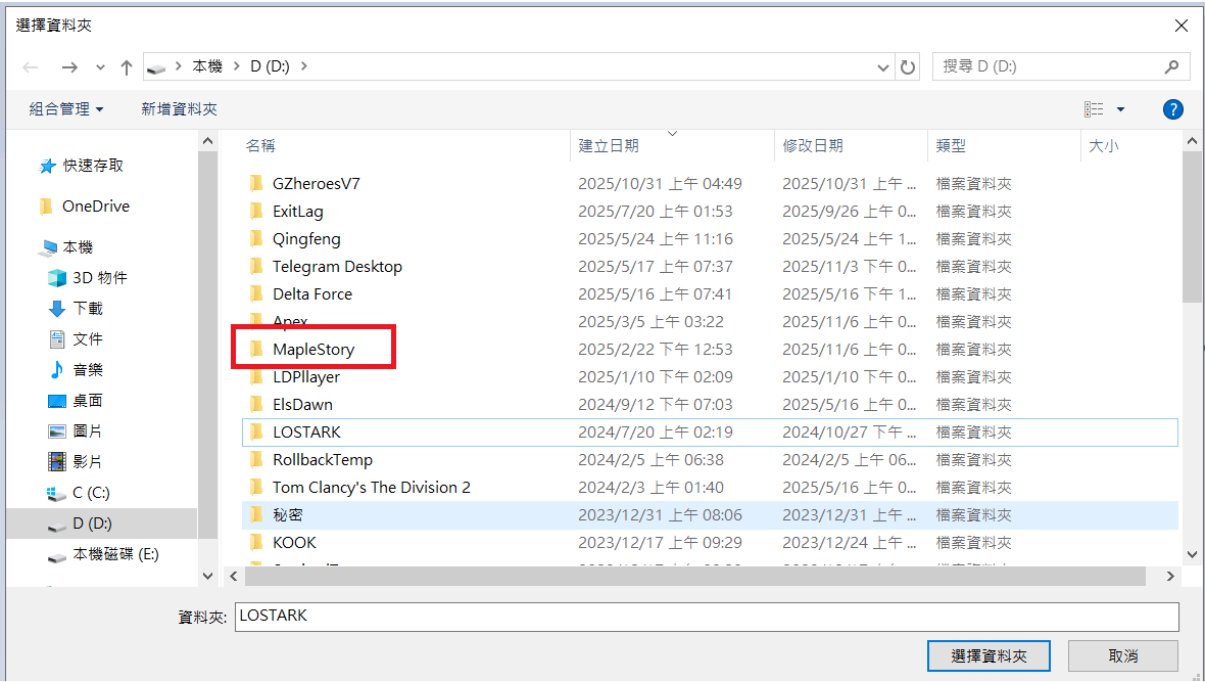 選擇資料夾
本機 D (D:)
搜尋 D (D:)
組合管理 新增資料夾
名稱 建立日期 修改日期 類型 大小
快速存取
OneDrive
本機
3D 物件
下載
文件
音樂
桌面
圖片
影片
C (C:)
D (D:)
本機磁碟 (E:)
GZheroesV7 2025/10/31 上午 04:49 2025/10/31 上午 ... 檔案資料夾
ExitLag 2025/7/20 上午 01:53 2025/9/26 上午 0... 檔案資料夾
Qingfeng 2025/5/24 上午 11:16 2025/5/24 上午 1... 檔案資料夾
Telegram Desktop 2025/5/17 上午 07:37 2025/11/3 下午 0... 檔案資料夾
Delta Force 2025/5/16 上午 07:41 2025/5/16 下午 1... 檔案資料夾
Apex 2025/3/5 上午 03:22 2025/11/6 上午 0... 檔案資料夾
MapleStory 2025/2/22 下午 12:53 2025/11/6 上午 0... 檔案資料夾
LDPllayer 2025/1/10 下午 02:09 2025/1/10 下午 0... 檔案資料夾
ElsDawn 2024/9/12 下午 07:03 2025/5/16 上午 0... 檔案資料夾
LOSTARK 2024/7/20 上午 02:19 2024/10/27 下午 ... 檔案資料夾
RollbackTemp 2024/2/5 上午 06:38 2024/2/5 上午 06... 檔案資料夾
Tom Clancy's The Division 2 2024/2/3 上午 01:40 2025/5/16 上午 0... 檔案資料夾
秘密 2023/12/31 上午 08:06 2023/12/31 上午 ... 檔案資料夾
KOOK 2023/12/17 上午 09:29 2023/12/24 上午 ... 檔案資料夾
資料夾: LOSTARK
選擇資料夾 取消